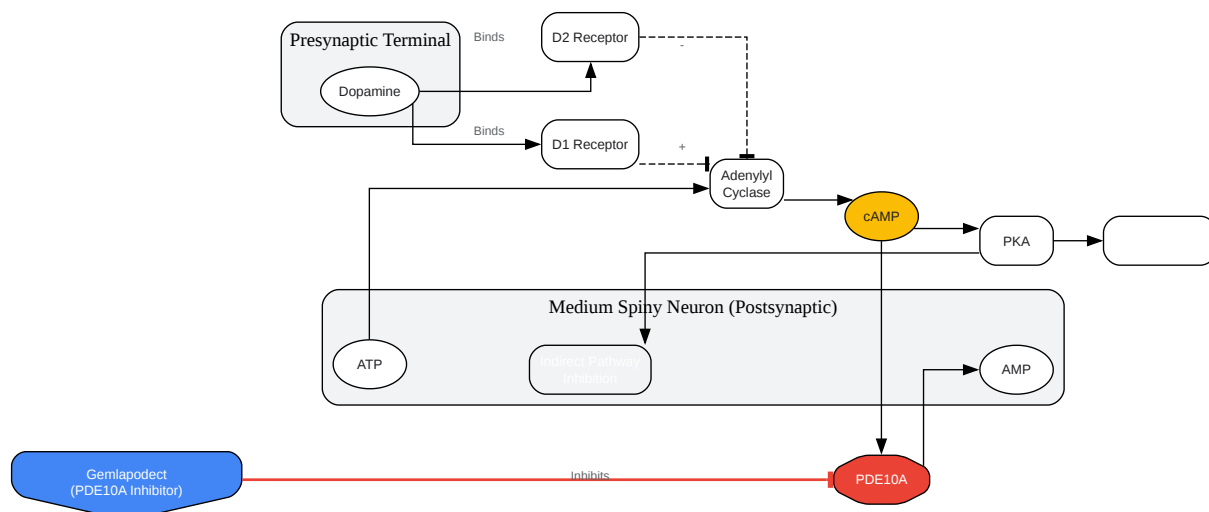 Presynaptic Terminal
Binds
D2 Receptor
-
Dopamine
Binds
D1 Receptor
+
Adenylyl
Cyclase
cAMP
PKA
Medium Spiny Neuron (Postsynaptic)
ATP
Indirect Pathway
Inhibition
AMP
Gemlapodect
(PDE10A Inhibitor)
Inhibits
PDE10A